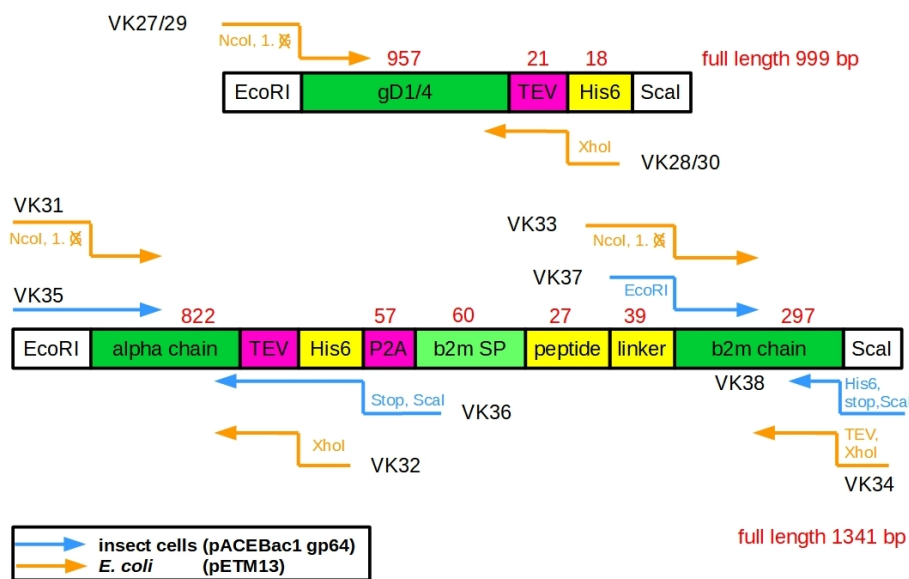 VK27/29
NcoI, 1.
957
21
18
full length 999 bp
EcoRI
gD1/4
TEV
His6
ScaI
XhoI
VK28/30
VK31
NcoI, 1.
VK33
NcoI, 1.
VK35
VK37
EcoRI
822
57
60
27
39
297
EcoRI
alpha chain
TEV
His6
P2A
b2m SP
peptide
linker
b2m chain
ScaI
VK38
His6,
stop,ScaI
Stop, ScaI
VK36
XhoI
VK32
TEV,
XhoI
VK34
full length 1341 bp
insect cells (pACEBac1 gp64)
E. coli (pETM13)